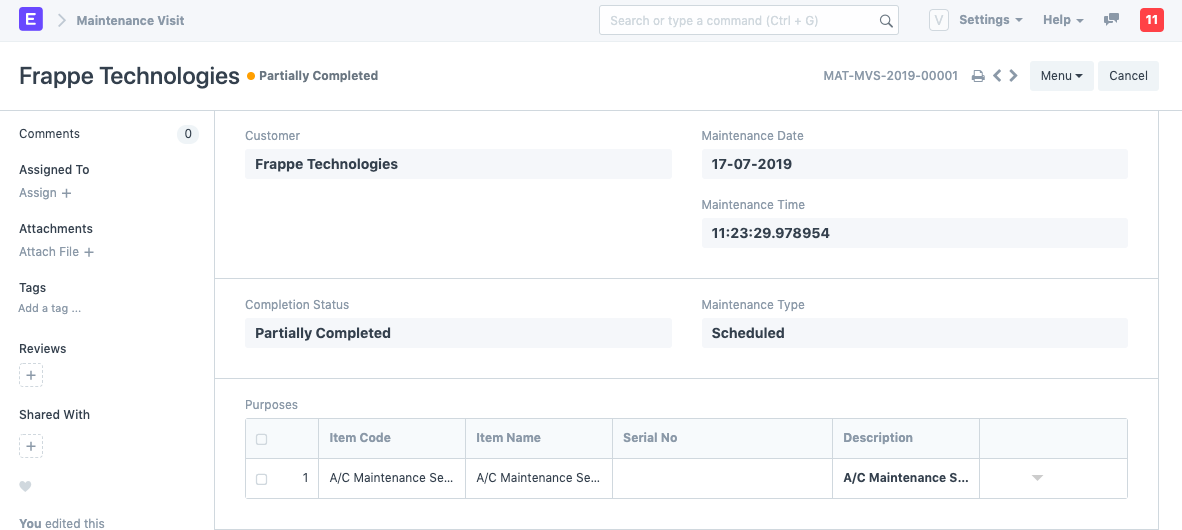 E Maintenance Visit Search or type a command (Ctrl + G) V Settings Help 11
Frappe Technologies Partially Completed MAT-MVS-2019-00001 Menu Cancel
Comments 0
Assigned To
Assign +
Attachments
Attach File +
Tags
Add a tag ...
Reviews
+
Shared With
+
You edited this
Customer
Frappe Technologies
Maintenance Date
17-07-2019
Maintenance Time
11:23:29.978954
Completion Status
Partially Completed
Maintenance Type
Scheduled
Purposes
Item Code Item Name Serial No Description
1 A/C Maintenance Se... A/C Maintenance Se... A/C Maintenance S...